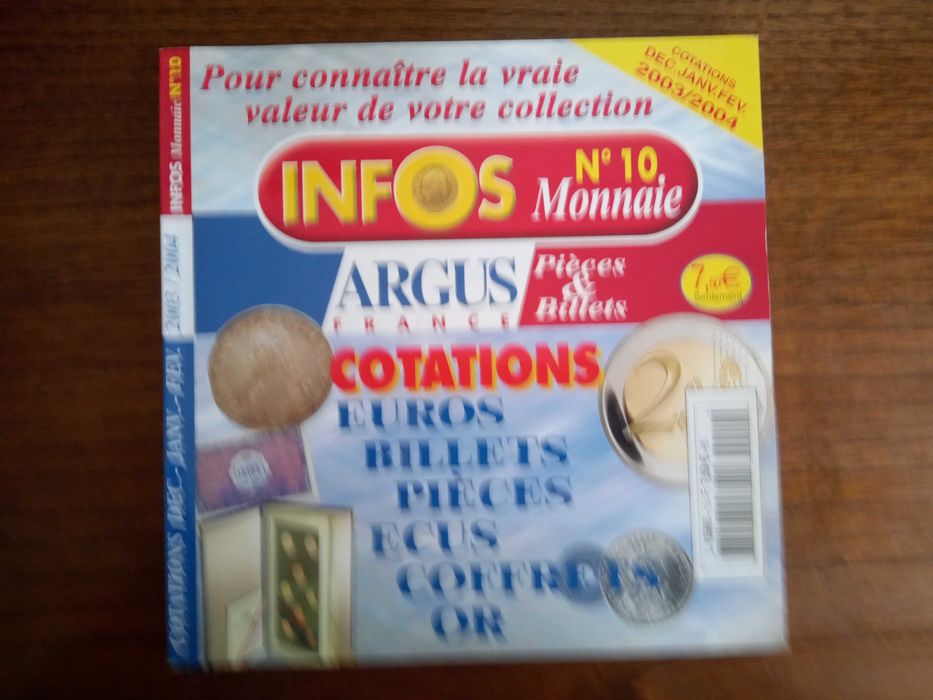 Pour connaître la vraie
valeur de votre collection
COTATIONS
DEC.JANV.FEV.
2003/2004
INFOS
N° 10
Monnaie
ARGUS
FRANCE
Pièces
&
Billets
7,00€
Seulement
COTATIONS
EUROS
BILLETS
PIÈCES
ECUS
COFFRETS
OR
2
INFOS Monnaie N°10
COTATIONS DEC - JANV. - FEV. 2003/2004